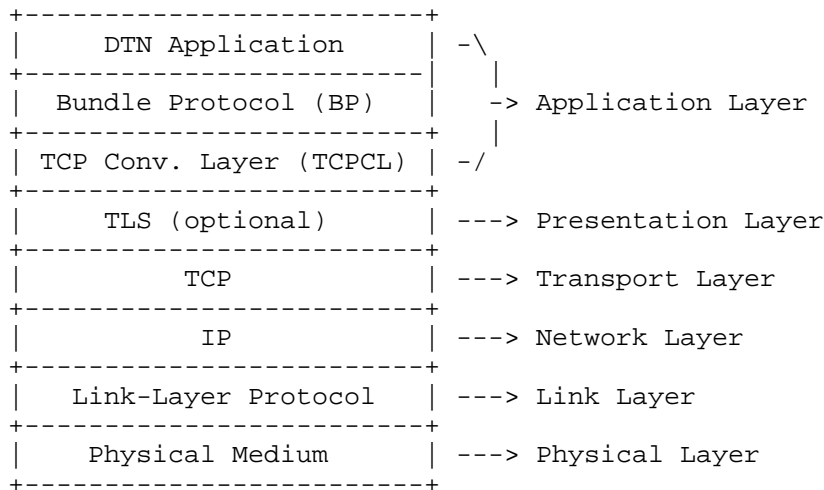 +-------------------------+
|     DTN Application     | -\
+-------------------------|   |
|  Bundle Protocol (BP)   |   -> Application Layer
+-------------------------+   |
| TCP Conv. Layer (TCPCL) | -/
+-------------------------+
|     TLS (optional)      | ---> Presentation Layer
+-------------------------+
|          TCP            | ---> Transport Layer
+-------------------------+
|           IP            | ---> Network Layer
+-------------------------+
|   Link-Layer Protocol   | ---> Link Layer
+-------------------------+
|    Physical Medium      | ---> Physical Layer
+-------------------------+